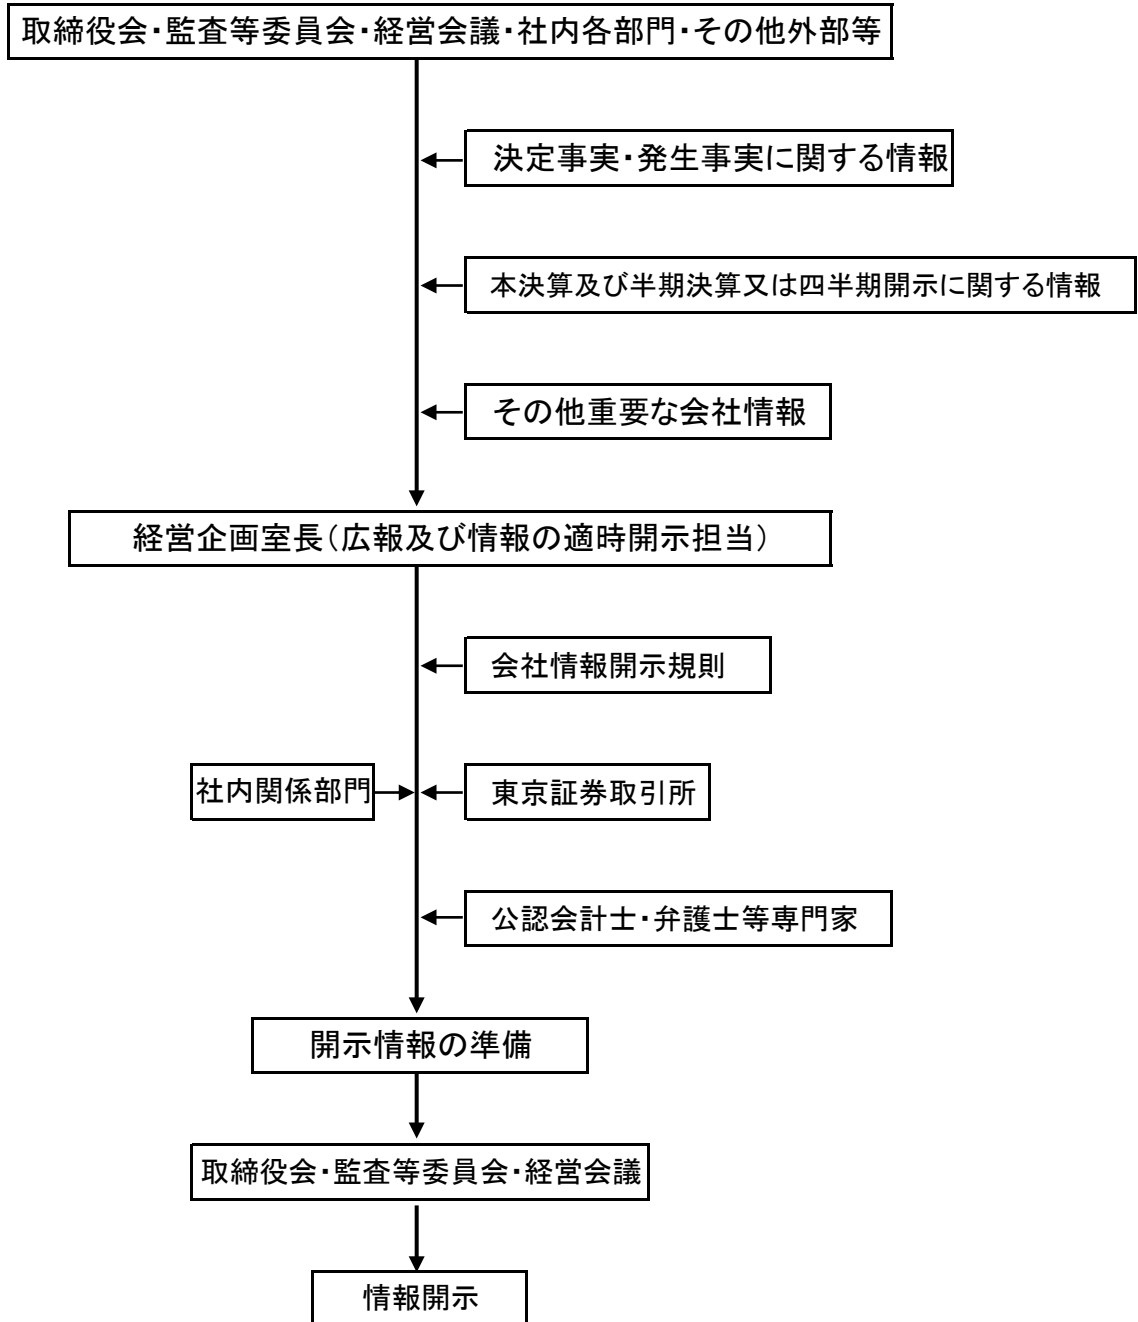 取締役会・監査等委員会・経営会議・社内各部門・その他外部等
決定事実・発生事実に関する情報
本決算及び半期決算又は四半期開示に関する情報
その他重要な会社情報
経営企画室長（広報及び情報の適時開示担当）
会社情報開示規則
社内関係部門
東京証券取引所
公認会計士・弁護士等専門家
開示情報の準備
取締役会・監査等委員会・経営会議
情報開示